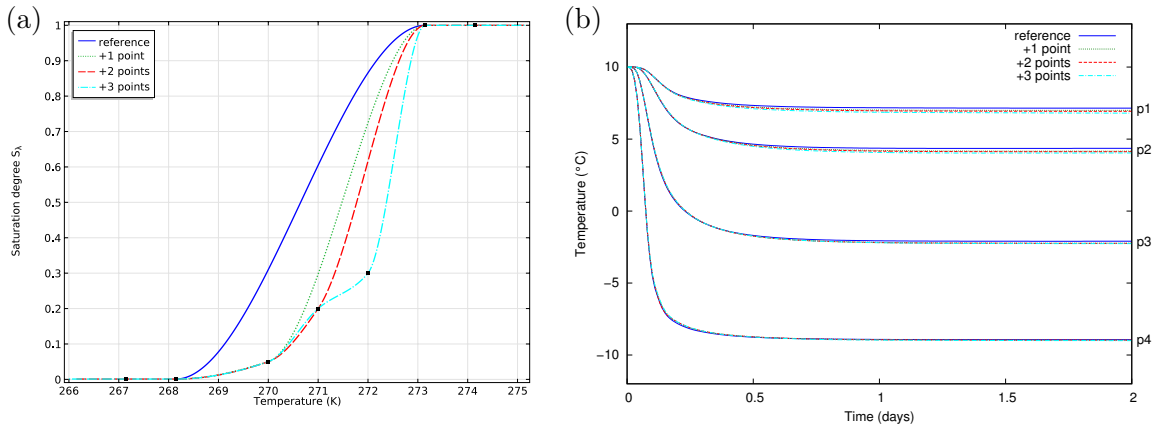 (a)
Saturation degree Sλ
1
0.9
0.8
0.7
0.6
0.5
0.4
0.3
0.2
0.1
0
reference
+1 point
+2 points
+3 points
266 267 268 269 270 271 272 273 274 275
Temperature (K)
(b)
Temperature (°C)
10
5
0
−5
−10
reference
+1 point
+2 points
+3 points
p1
p2
p3
p4
0 0.5 1 1.5 2
Time (days)